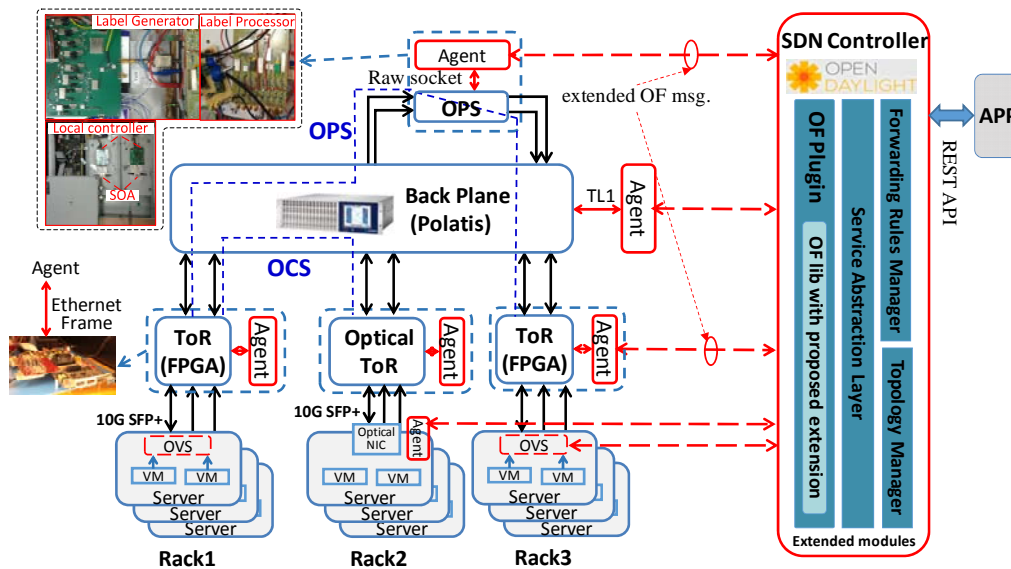 Label Generator
Label Processor
Local controller
SOA
Agent
Raw socket
OPS
OPS
extended OF msg.
SDN Controller
OPEN
DAYLIGHT
OF Plugin
OF lib with proposed extension
Service Abstraction Layer
Forwarding Rules Manager
Topology Manager
Extended modules
REST API
APP
Back Plane
(Polatis)
TL1
Agent
OCS
Agent
Ethernet
Frame
ToR
(FPGA)
Agent
Optical
ToR
Agent
ToR
(FPGA)
Agent
10G SFP+
10G SFP+
OVS
VM
VM
Server
Server
Server
Rack1
Optical
NIC
Agent
VM
VM
Server
Server
Server
Rack2
OVS
VM
VM
Server
Server
Server
Rack3